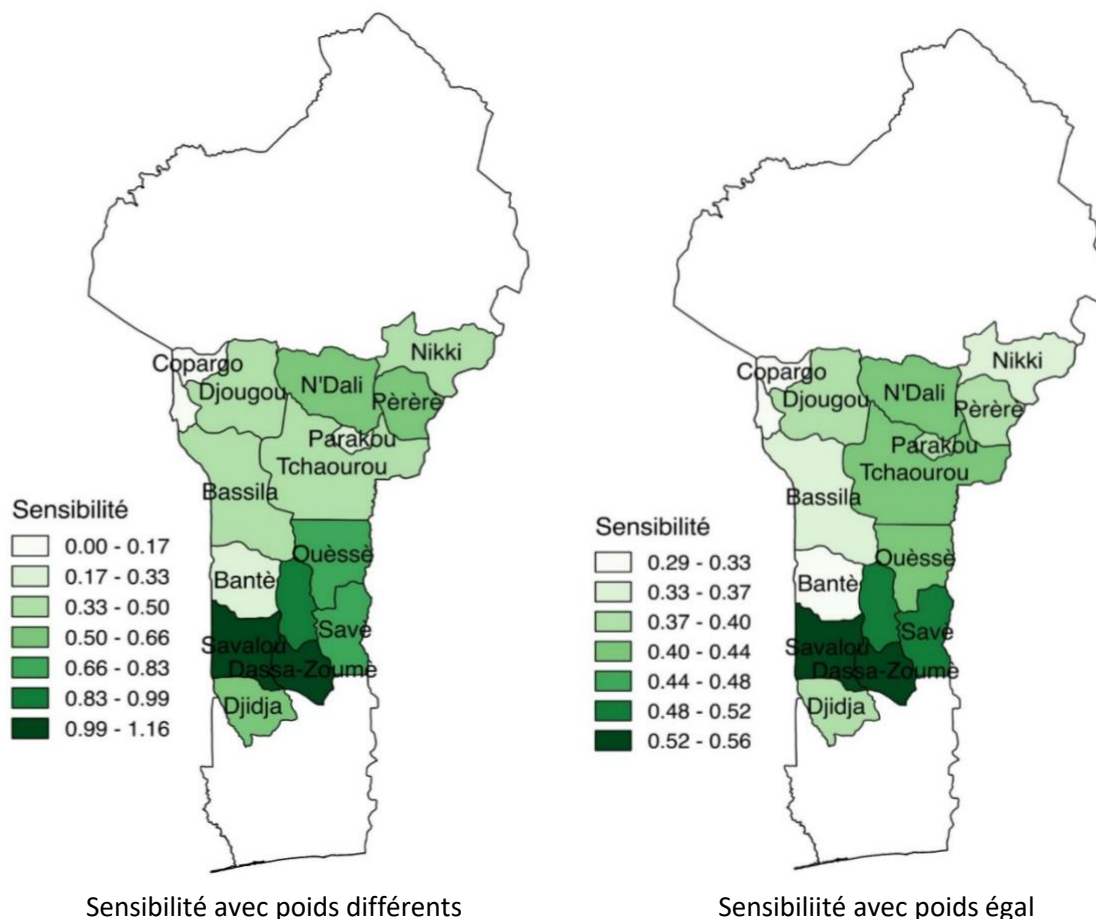 Copargo
Djougou
N'Dali
Nikki
Pèrèrè
Parakou
Tchaourou
Bassila
Ouèssè
Bantè
Savè
Savalou
Dassa-Zoumè
Djidja
Sensibilité
0.00 - 0.17
0.17 - 0.33
0.33 - 0.50
0.50 - 0.66
0.66 - 0.83
0.83 - 0.99
0.99 - 1.16
Sensibilité avec poids différents
Copargo
Djougou
N'Dali
Nikki
Pèrèrè
Parakou
Tchaourou
Bassila
Ouèssè
Bantè
Savè
Savalou
Dassa-Zoumè
Djidja
Sensibilité
0.29 - 0.33
0.33 - 0.37
0.37 - 0.40
0.40 - 0.44
0.44 - 0.48
0.48 - 0.52
0.52 - 0.56
Sensibiliité avec poids égal